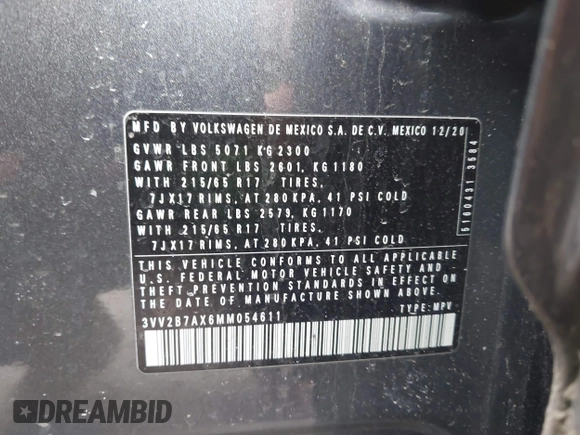 MFD BY VOLKSWAGEN DE MEXICO S.A. DE C.V. MEXICO 12/20
GVWR LBS 5071 KG 2300
GAWR FRONT LBS 2601, KG 1180
WITH 215/65 R17 TIRES,
7JX17 RIMS, AT 280 KPA, 41 PSI COLD
GAWR REAR LBS 2579, KG 1170
WITH 215/65 R17 TIRES,
7JX17 RIMS, AT 280 KPA, 41 PSI COLD
THIS VEHICLE CONFORMS TO ALL APPLICABLE
U.S. FEDERAL MOTOR VEHICLE SAFETY AND
THEFT PREVENTION STANDARDS IN EFFECT ON
THE DATE OF MANUFACTURE SHOWN ABOVE
3VV2B7AX6MM054611 TYPE: MPV
5160431 3584
DREAMBID